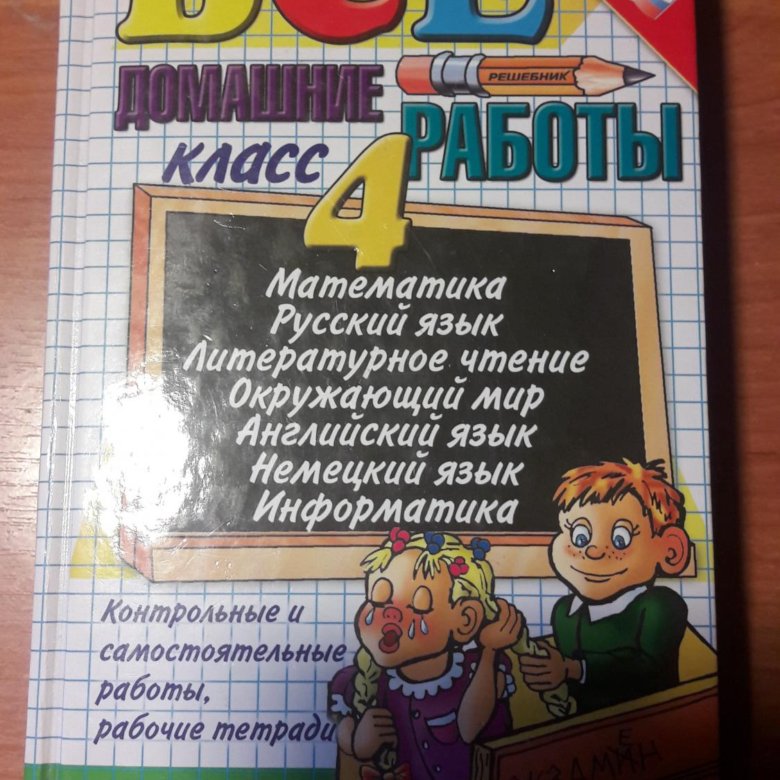 ВСЕ
ДОМАШНИЕ
РЕШЕБНИК
РАБОТЫ
класс 4
Математика
Русский язык
Литературное чтение
Окружающий мир
Английский язык
Немецкий язык
Информатика
Контрольные и
самостоятельные
работы,
рабочие тетради